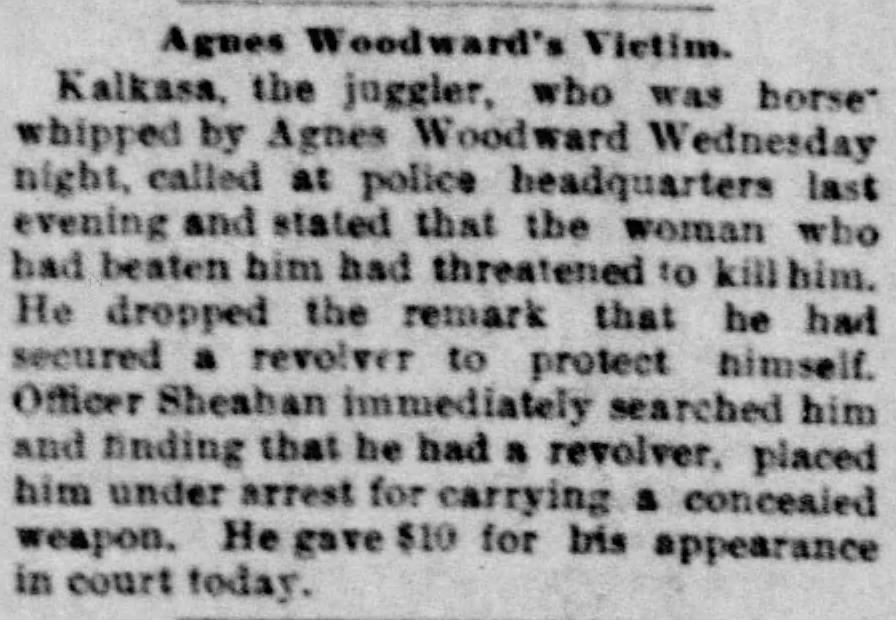 Agnes Woodward's Victim.
Kalkasa, the juggler, who was horse-
whipped by Agnes Woodward Wednesday
night, called at police headquarters last
evening and stated that the woman who
had beaten him had threatened to kill him.
He dropped the remark that he had
secured a revolver to protect himself.
Officer Sheahan immediately searched him
and finding that he had a revolver, placed
him under arrest for carrying a concealed
weapon. He gave $10 for his appearance
in court today.